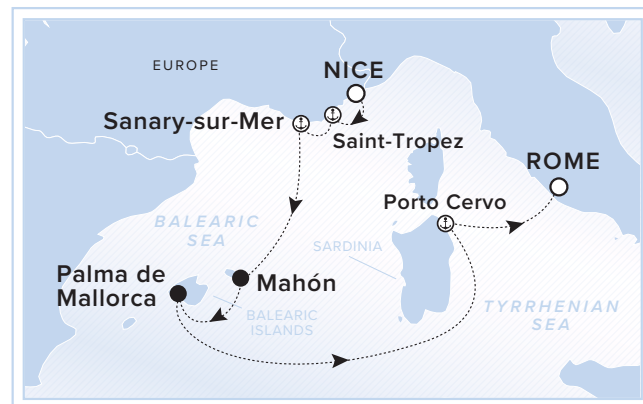 EUROPE
NICE
Sanary-sur-Mer
Saint-Tropez
ROME
Porto Cervo
BALEARIC
SEA
SARDINIA
Palma de
Mallorca
Mahón
BALEARIC
ISLANDS
TYRRHENIAN
SEA